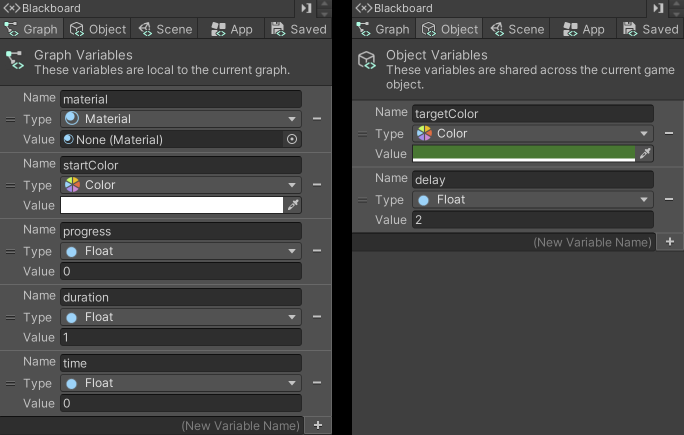 <×>Blackboard
Graph Object Scene App Saved
Graph Variables
These variables are local to the current graph.
Name material
Type Material
Value None (Material)
Name startColor
Type Color
Value
Name progress
Type Float
Value 0
Name duration
Type Float
Value 1
Name time
Type Float
Value 0
(New Variable Name) +
<×>Blackboard
Graph Object Scene App Saved
Object Variables
These variables are shared across the current game
object.
Name targetColor
Type Color
Value
Name delay
Type Float
Value 2
(New Variable Name) +